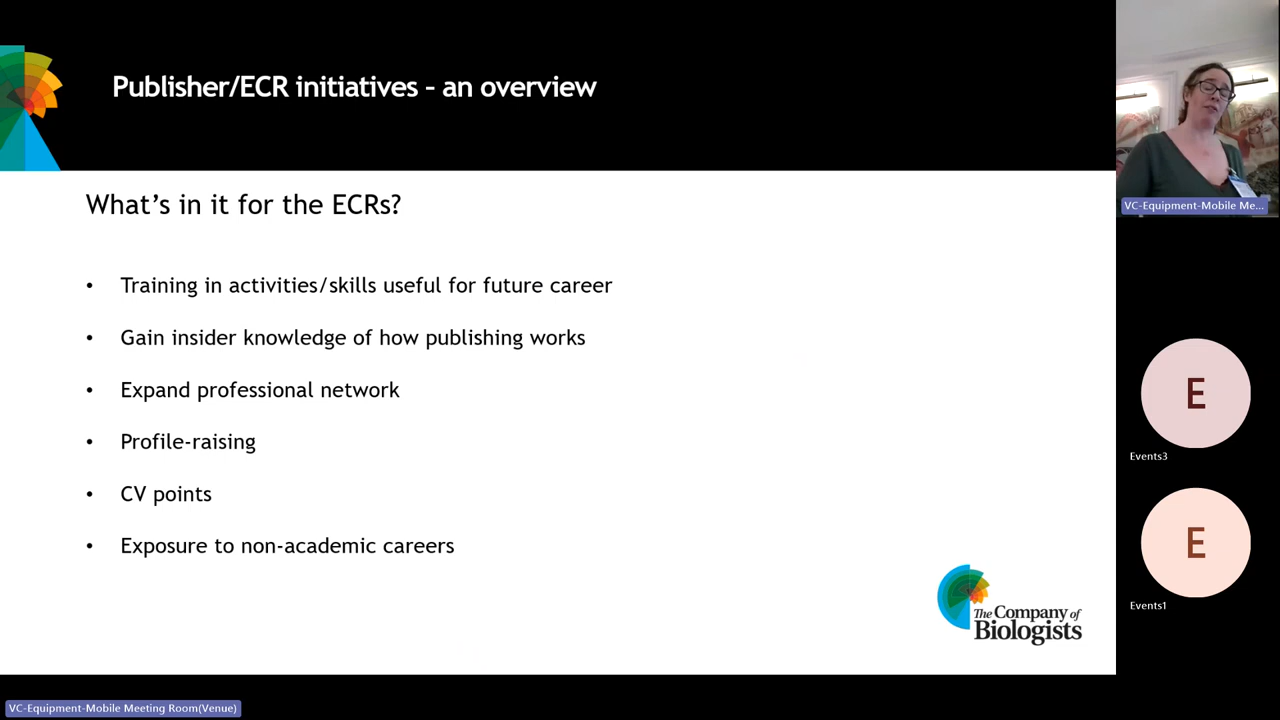 Publisher/ECR initiatives - an overview
What's in it for the ECRs?
• Training in activities/skills useful for future career
• Gain insider knowledge of how publishing works
• Expand professional network
• Profile-raising
• CV points
• Exposure to non-academic careers
The Company of
Biologists
VC-Equipment-Mobile Me...
E
Events3
E
Events1
VC-Equipment-Mobile Meeting Room(Venue)